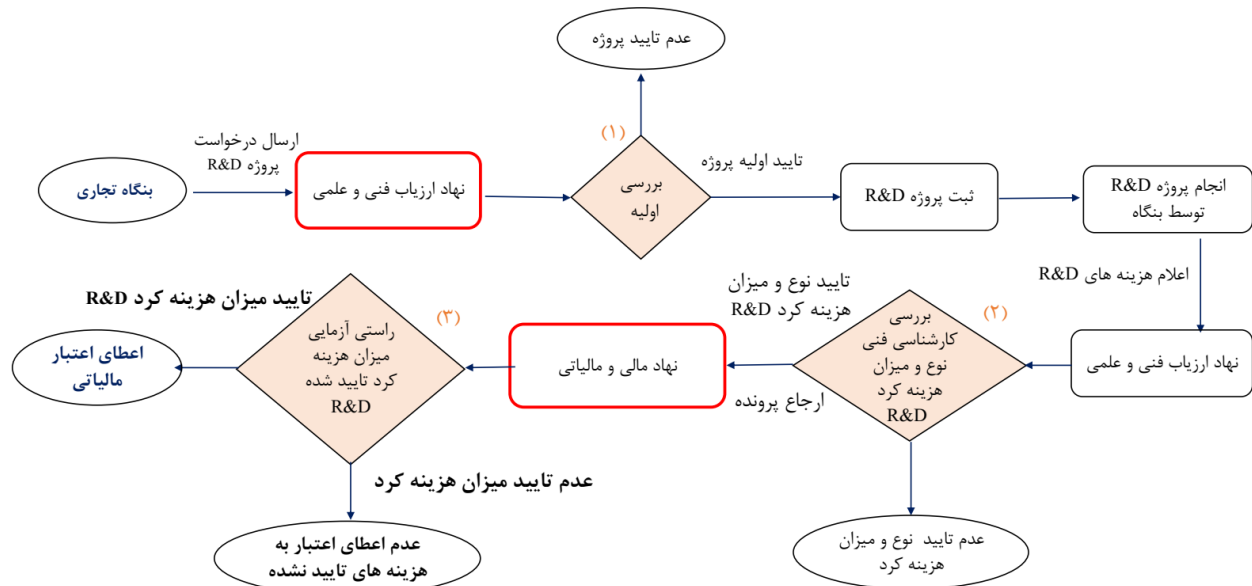 عدم تایید پروژه
(۱)
ارسال درخواست
پروژه R&D
بنگاه تجاری
نهاد ارزیاب فنی و علمی
بررسی
اولیه
تایید اولیه پروژه
ثبت پروژه R&D
انجام پروژه R&D
توسط بنگاه
اعلام هزینه های R&D
نهاد ارزیاب فنی و علمی
(۲)
بررسی
کارشناسی فنی
نوع و میزان
هزینه کرد
R&D
تایید نوع و میزان
هزینه کرد R&D
ارجاع پرونده
عدم تایید نوع و میزان
هزینه کرد
نهاد مالی و مالیاتی
(۳)
راستی آزمایی
میزان هزینه
کرد تایید شده
R&D
تایید میزان هزینه کرد R&D
اعطای اعتبار
مالیاتی
عدم تایید میزان هزینه کرد
عدم اعطای اعتبار به
هزینه های تایید نشده